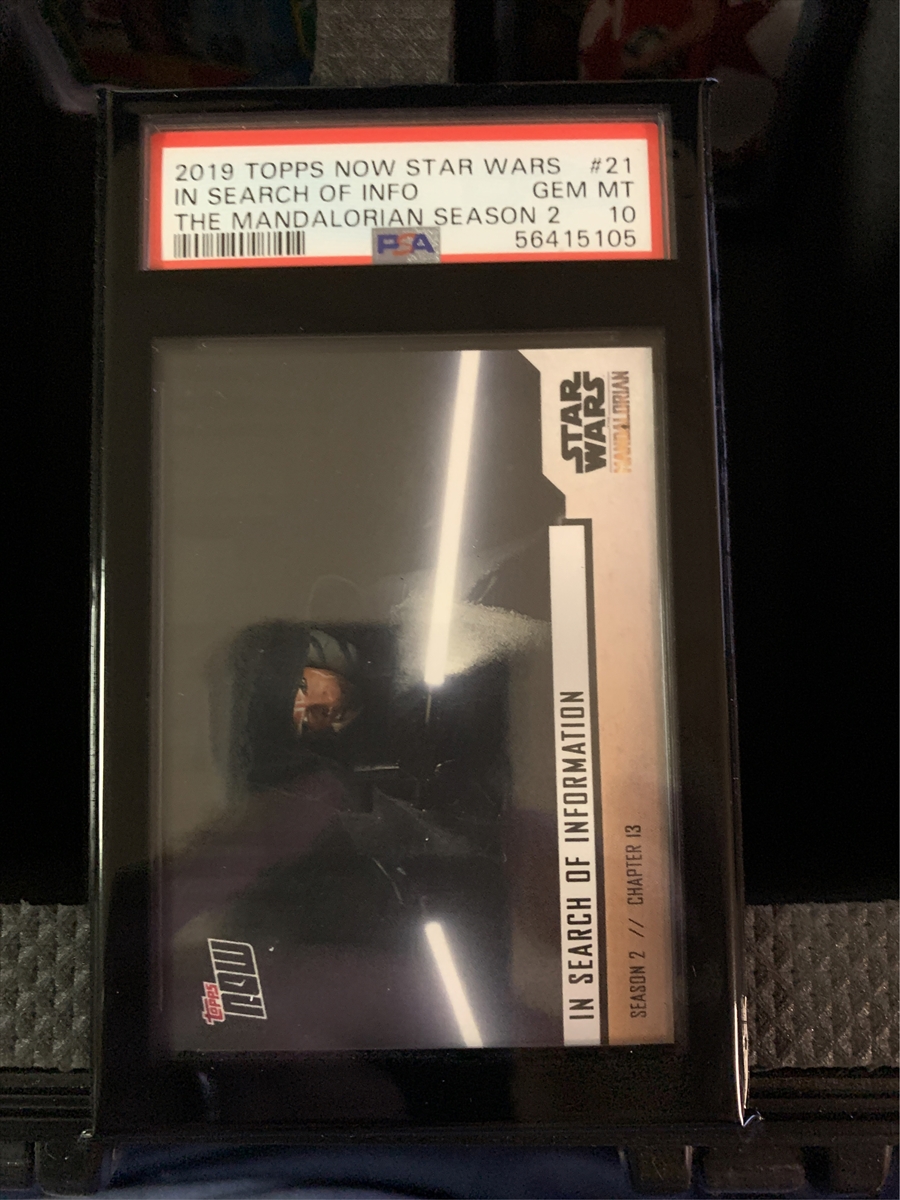 2019 TOPPS NOW STAR WARS #21
IN SEARCH OF INFO GEM MT
THE MANDALORIAN SEASON 2 10
PSA 56415105
STAR
WARS
MANDALORIAN
IN SEARCH OF INFORMATION
SEASON 2 // CHAPTER 13
topps
NOW